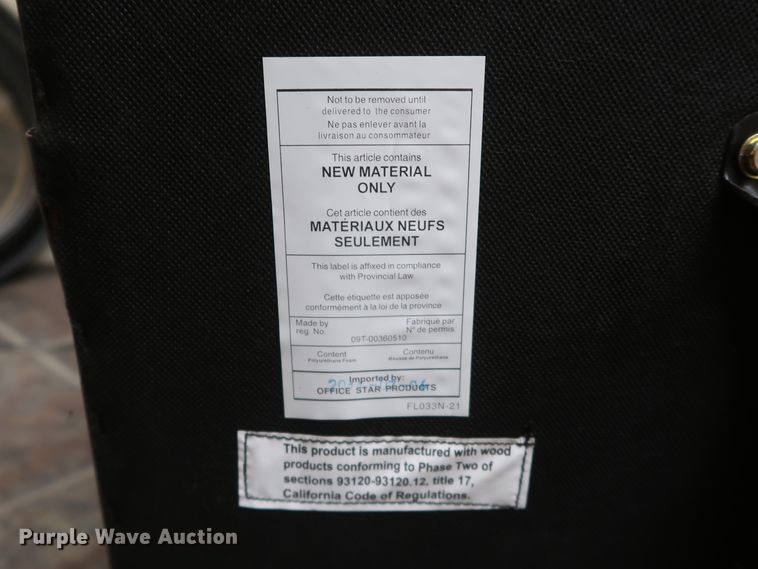 Not to be removed until
delivered to the consumer
Ne pas enlever avant la
livraison au consommateur
This article contains
NEW MATERIAL
ONLY
Cet article contient des
MATÉRIAUX NEUFS
SEULEMENT
This label is affixed in compliance
with Provincial Law
Cette étiquette est apposée
conformément à la loi de la province
Made by
reg. No.
Fabriqué par
N° de permis:
09T-00360510
Content
Polyurethane Foam
Contenu
Mousse de Polyuréthane
Imported by:
OFFICE STAR PRODUCTS
FL033N-21
This product is manufactured with wood
products conforming to Phase Two of
sections 93120-93120.12, title 17,
California Code of Regulations.
Purple Wave Auction